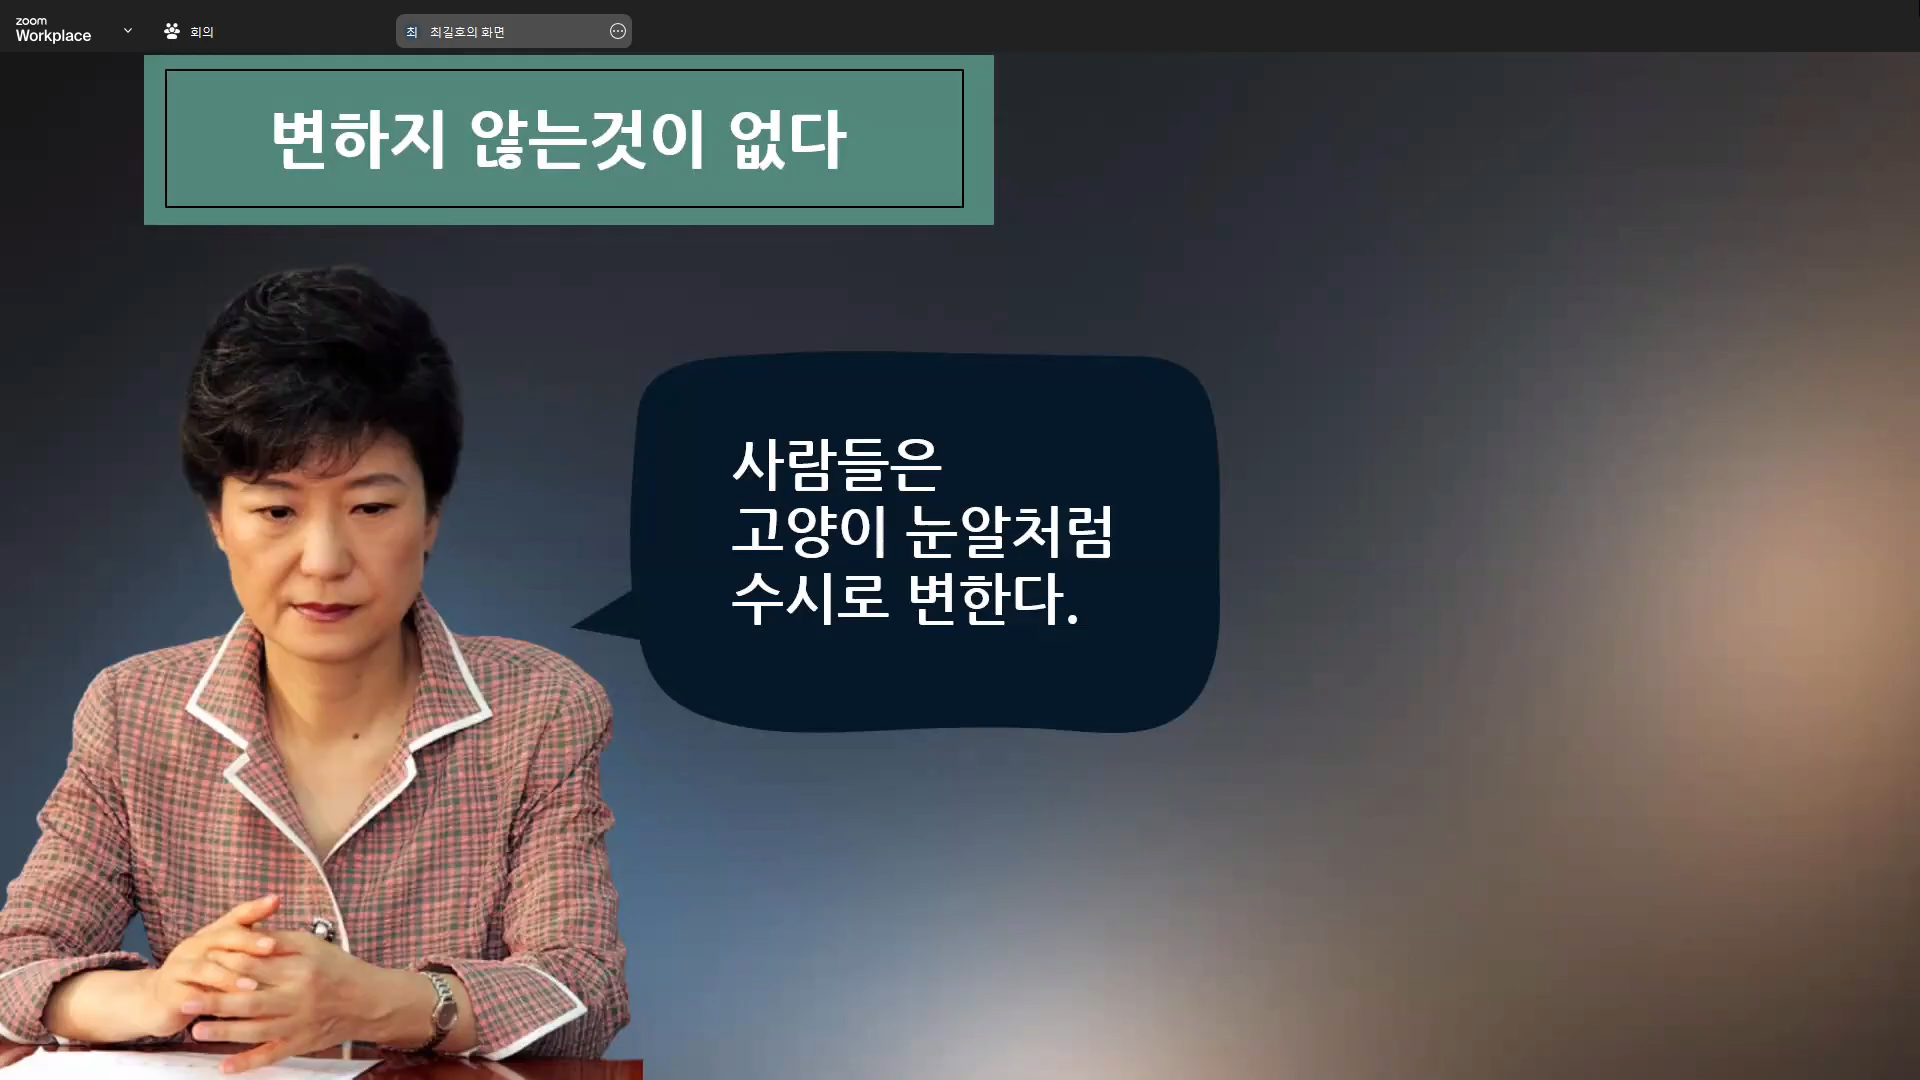 zoom
Workplace
회의
최 최길호의 화면
변하지 않는것이 없다
사람들은
고양이 눈알처럼
수시로 변한다.